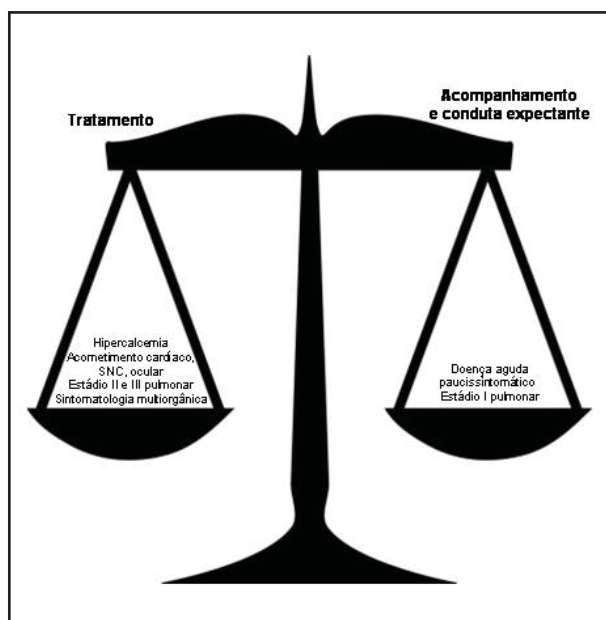 Tratamento
Acompanhamento
e conduta expectante
Hipercalcemia
Acometimento cardíaco,
SNC, ocular
Estádio II e III pulmonar
Sintomatologia multiorgânica
Doença aguda
paucissintomático
Estádio I pulmonar